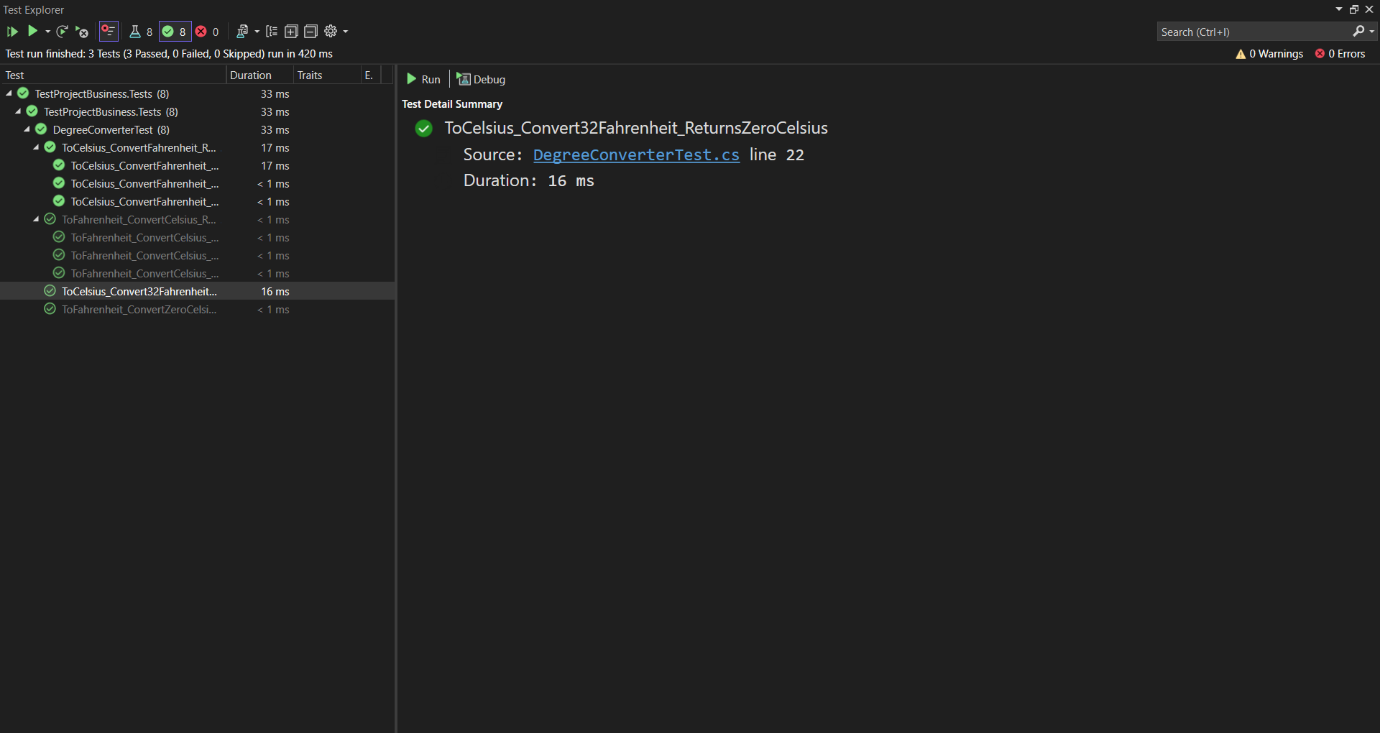 Test Explorer
8 8 0
Search (Ctrl+I)
Test run finished: 3 Tests (3 Passed, 0 Failed, 0 Skipped) run in 420 ms
0 Warnings 0 Errors
Test Duration Traits E.
TestProjectBusiness.Tests (8) 33 ms
TestProjectBusiness.Tests (8) 33 ms
DegreeConverterTest (8) 33 ms
ToCelsius_ConvertFahrenheit_R... 17 ms
ToCelsius_ConvertFahrenheit_... 17 ms
ToCelsius_ConvertFahrenheit_... < 1 ms
ToCelsius_ConvertFahrenheit_... < 1 ms
ToFahrenheit_ConvertCelsius_R... < 1 ms
ToFahrenheit_ConvertCelsius_... < 1 ms
ToFahrenheit_ConvertCelsius_... < 1 ms
ToFahrenheit_ConvertCelsius_... < 1 ms
ToCelsius_Convert32Fahrenheit... 16 ms
ToFahrenheit_ConvertZeroCelsi... < 1 ms
Run Debug
Test Detail Summary
ToCelsius_Convert32Fahrenheit_ReturnsZeroCelsius
Source: DegreeConverterTest.cs line 22
Duration: 16 ms